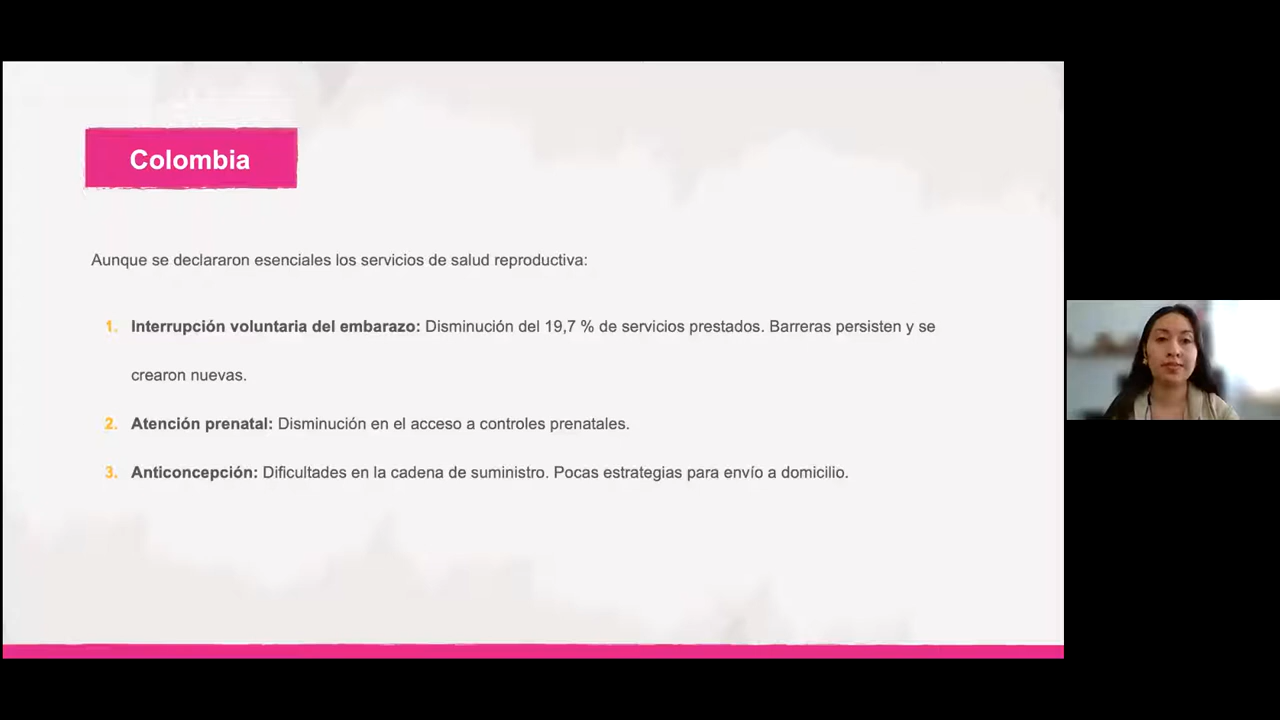 Colombia
Aunque se declararon esenciales los servicios de salud reproductiva:
1. Interrupción voluntaria del embarazo: Disminución del 19,7 % de servicios prestados. Barreras persisten y se
crearon nuevas.
2. Atención prenatal: Disminución en el acceso a controles prenatales.
3. Anticoncepción: Dificultades en la cadena de suministro. Pocas estrategias para envío a domicilio.